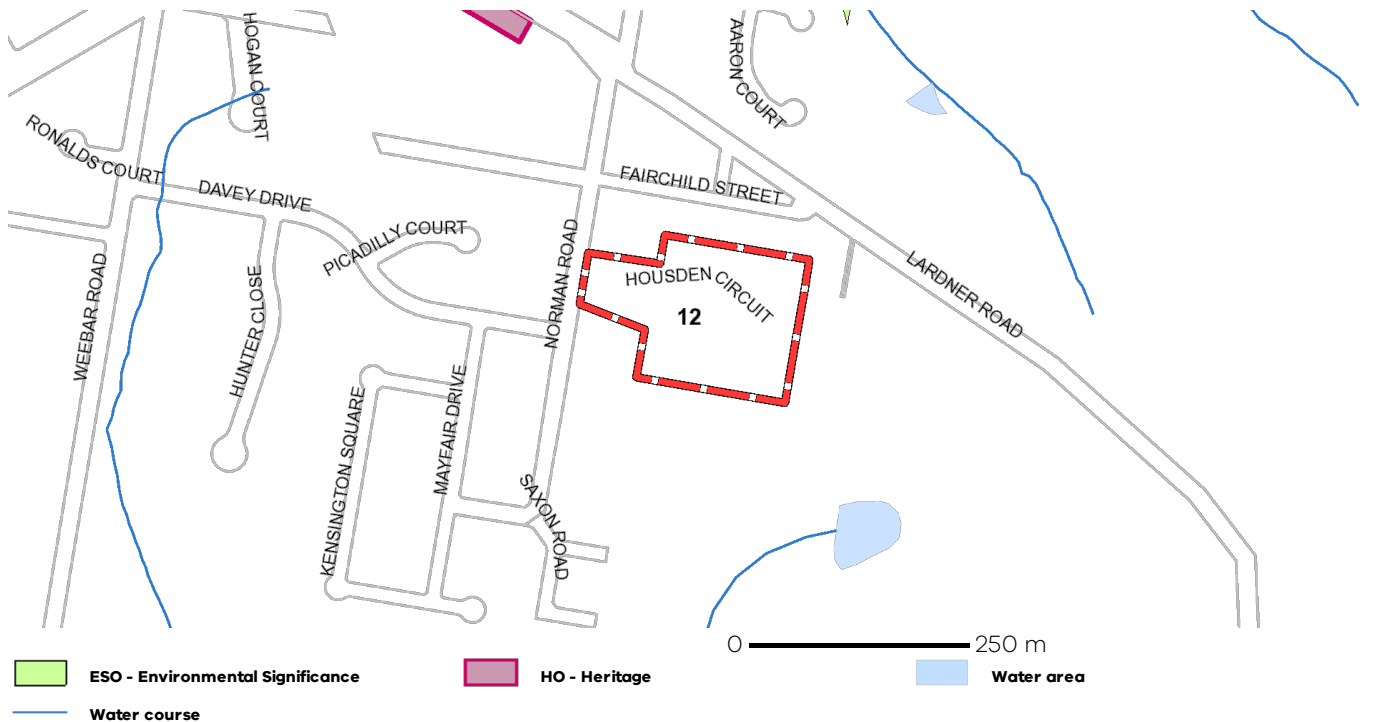 HOGAN COURT
AARON COURT
RONALDS COURT
DAVEY DRIVE
FAIRCHILD STREET
PICADILLY COURT
NORMAN ROAD
WEEBAR ROAD
HUNTER CLOSE
HOUSDEN CIRCUIT
12
LARDNER ROAD
KENSINGTON SQUARE
MAYFAIR DRIVE
SAXON ROAD
0 250 m
ESO - Environmental Significance
HO - Heritage
Water area
Water course